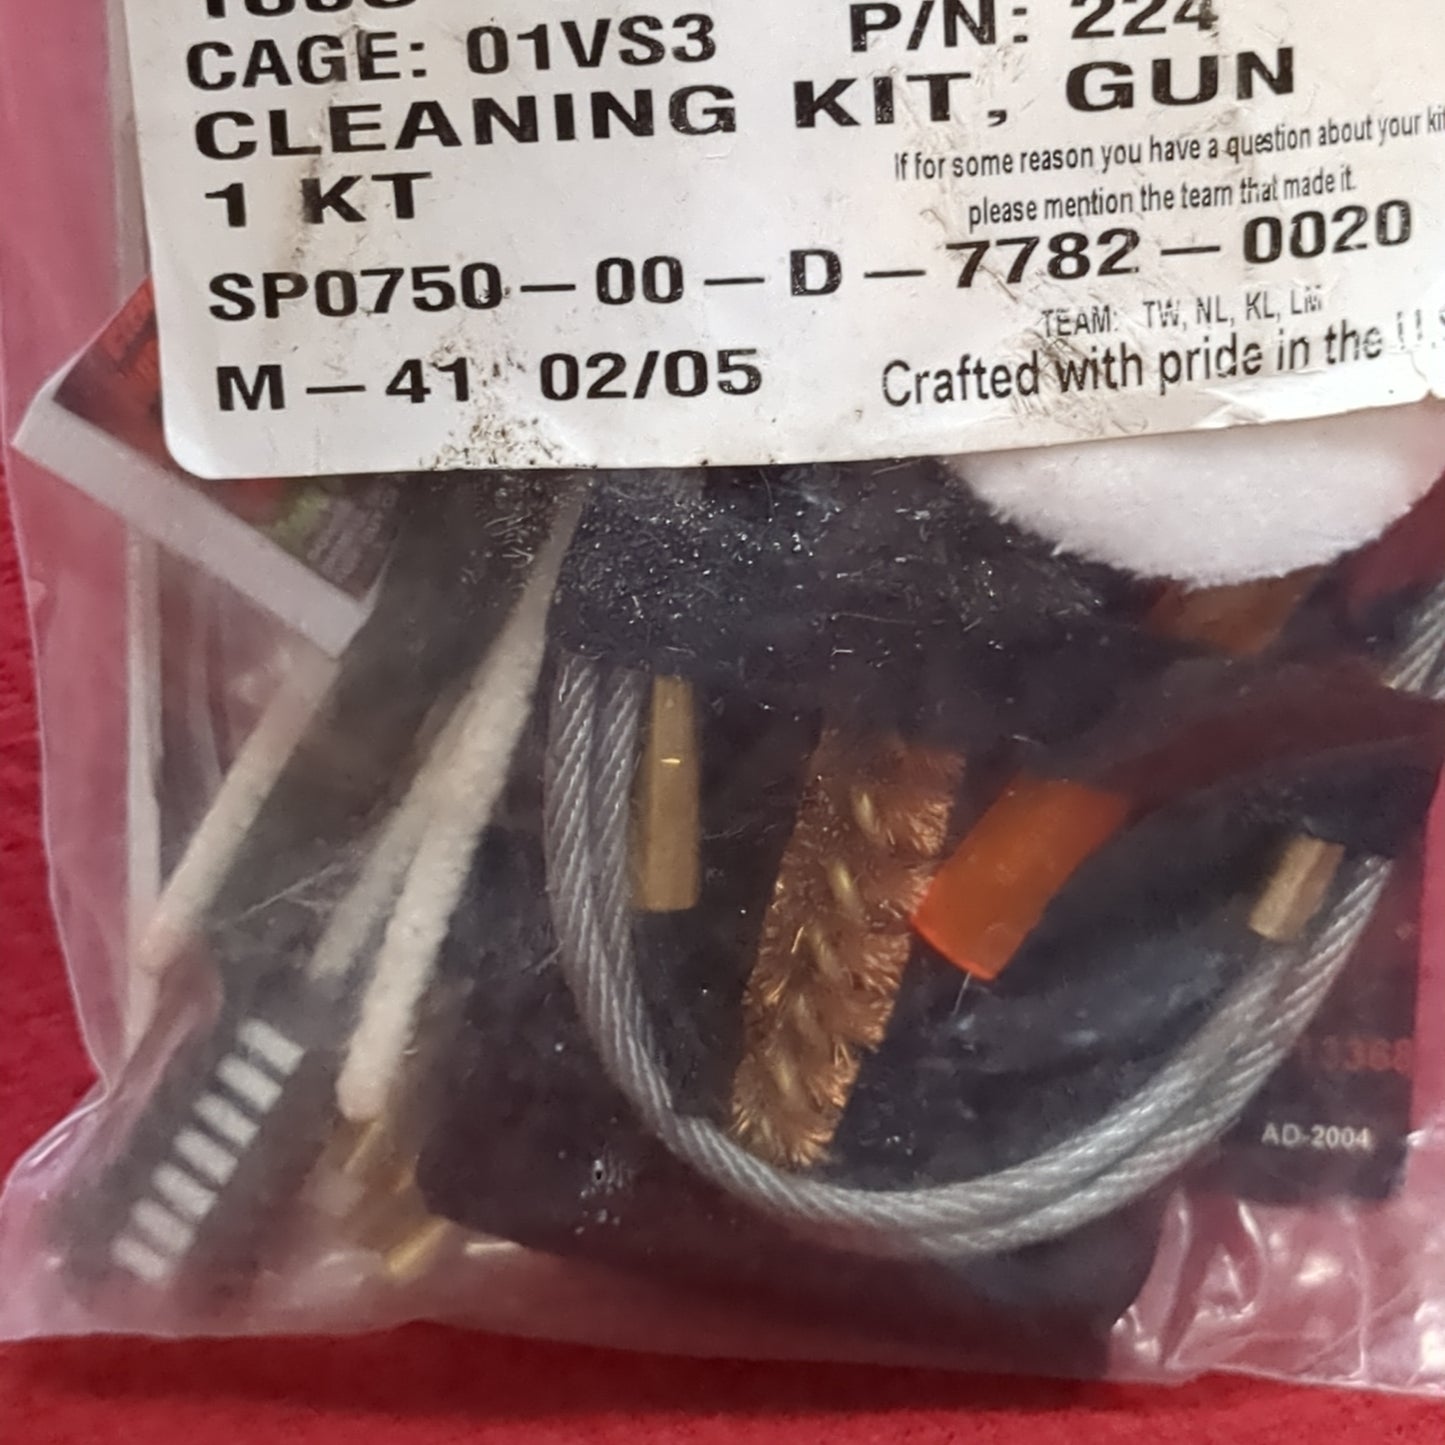 CAGE: 01VS3 P/N: 224
CLEANING KIT, GUN
If for some reason you have a question about your kit
please mention the team that made it.
1 KT
SP0750-00-D-7782-0020
TEAM: TW, NL, KL, LM
M-41 02/05
Crafted with pride in the U.S
AD-2004